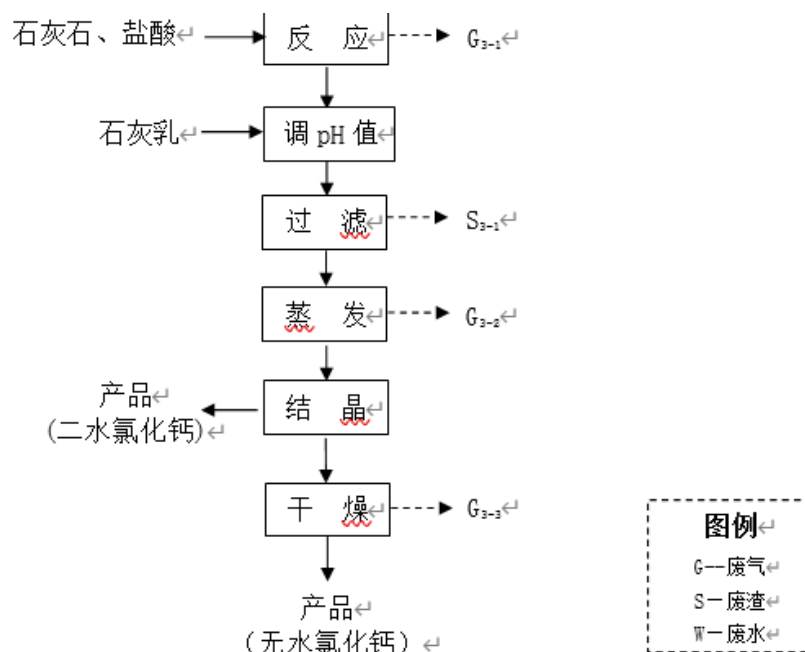 石灰石、盐酸↵
反 应↵
G₃₋₁↵
石灰乳↵
调 pH 值↵
过 滤↵
S₃₋₁↵
蒸 发↵
G₃₋₂↵
产品↵
(二水氯化钙)↵
结 晶↵
干 燥↵
G₃₋₃↵
产品↵
（无水氯化钙）↵
图例↵
G--废气↵
S－废渣↵
W－废水↵